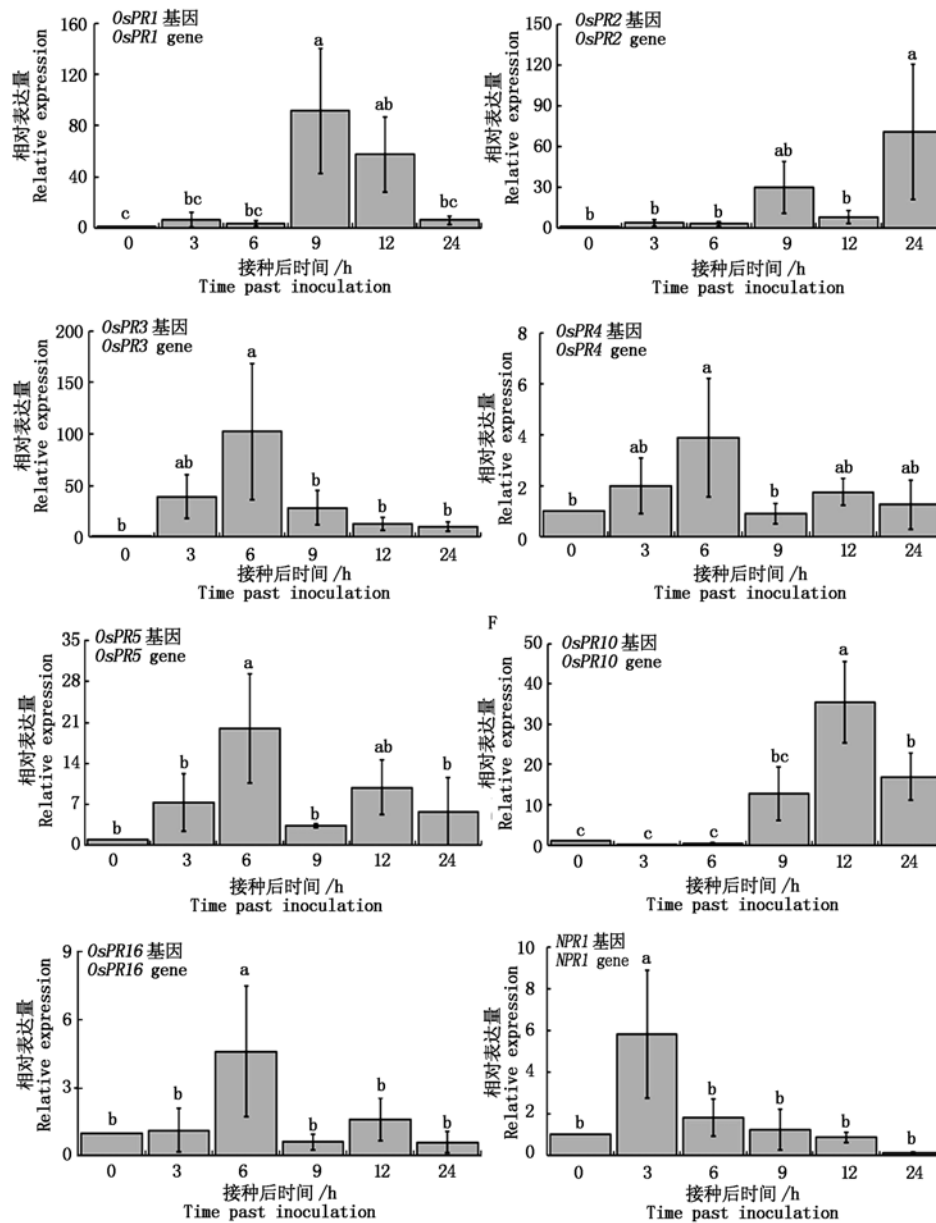 OsPR1 基因
OsPR1 gene
相对表达量
Relative expression
160
120
80
40
0
c
bc
bc
a
ab
bc
0 3 6 9 12 24
接种后时间 /h
Time past inoculation
OsPR2 基因
OsPR2 gene
相对表达量
Relative expression
150
120
90
60
30
0
b
b
b
ab
b
a
0 3 6 9 12 24
接种后时间 /h
Time past inoculation
OsPR3 基因
OsPR3 gene
相对表达量
Relative expression
200
150
100
50
0
b
ab
a
b
b
b
0 3 6 9 12 24
接种后时间 /h
Time past inoculation
OsPR4 基因
OsPR4 gene
相对表达量
Relative expression
8
6
4
2
0
b
ab
a
b
ab
ab
0 3 6 9 12 24
接种后时间 /h
Time past inoculation
OsPR5 基因
OsPR5 gene
相对表达量
Relative expression
35
28
21
14
7
0
b
b
a
b
ab
b
0 3 6 9 12 24
接种后时间 /h
Time past inoculation
F
OsPR10 基因
OsPR10 gene
相对表达量
Relative expression
50
40
30
20
10
0
c
c
c
bc
a
b
0 3 6 9 12 24
接种后时间 /h
Time past inoculation
OsPR16 基因
OsPR16 gene
相对表达量
Relative expression
9
6
3
0
b
b
a
b
b
b
0 3 6 9 12 24
接种后时间 /h
Time past inoculation
NPR1 基因
NPR1 gene
相对表达量
Relative expression
10
8
6
4
2
0
b
a
b
b
b
b
0 3 6 9 12 24
接种后时间 /h
Time past inoculation